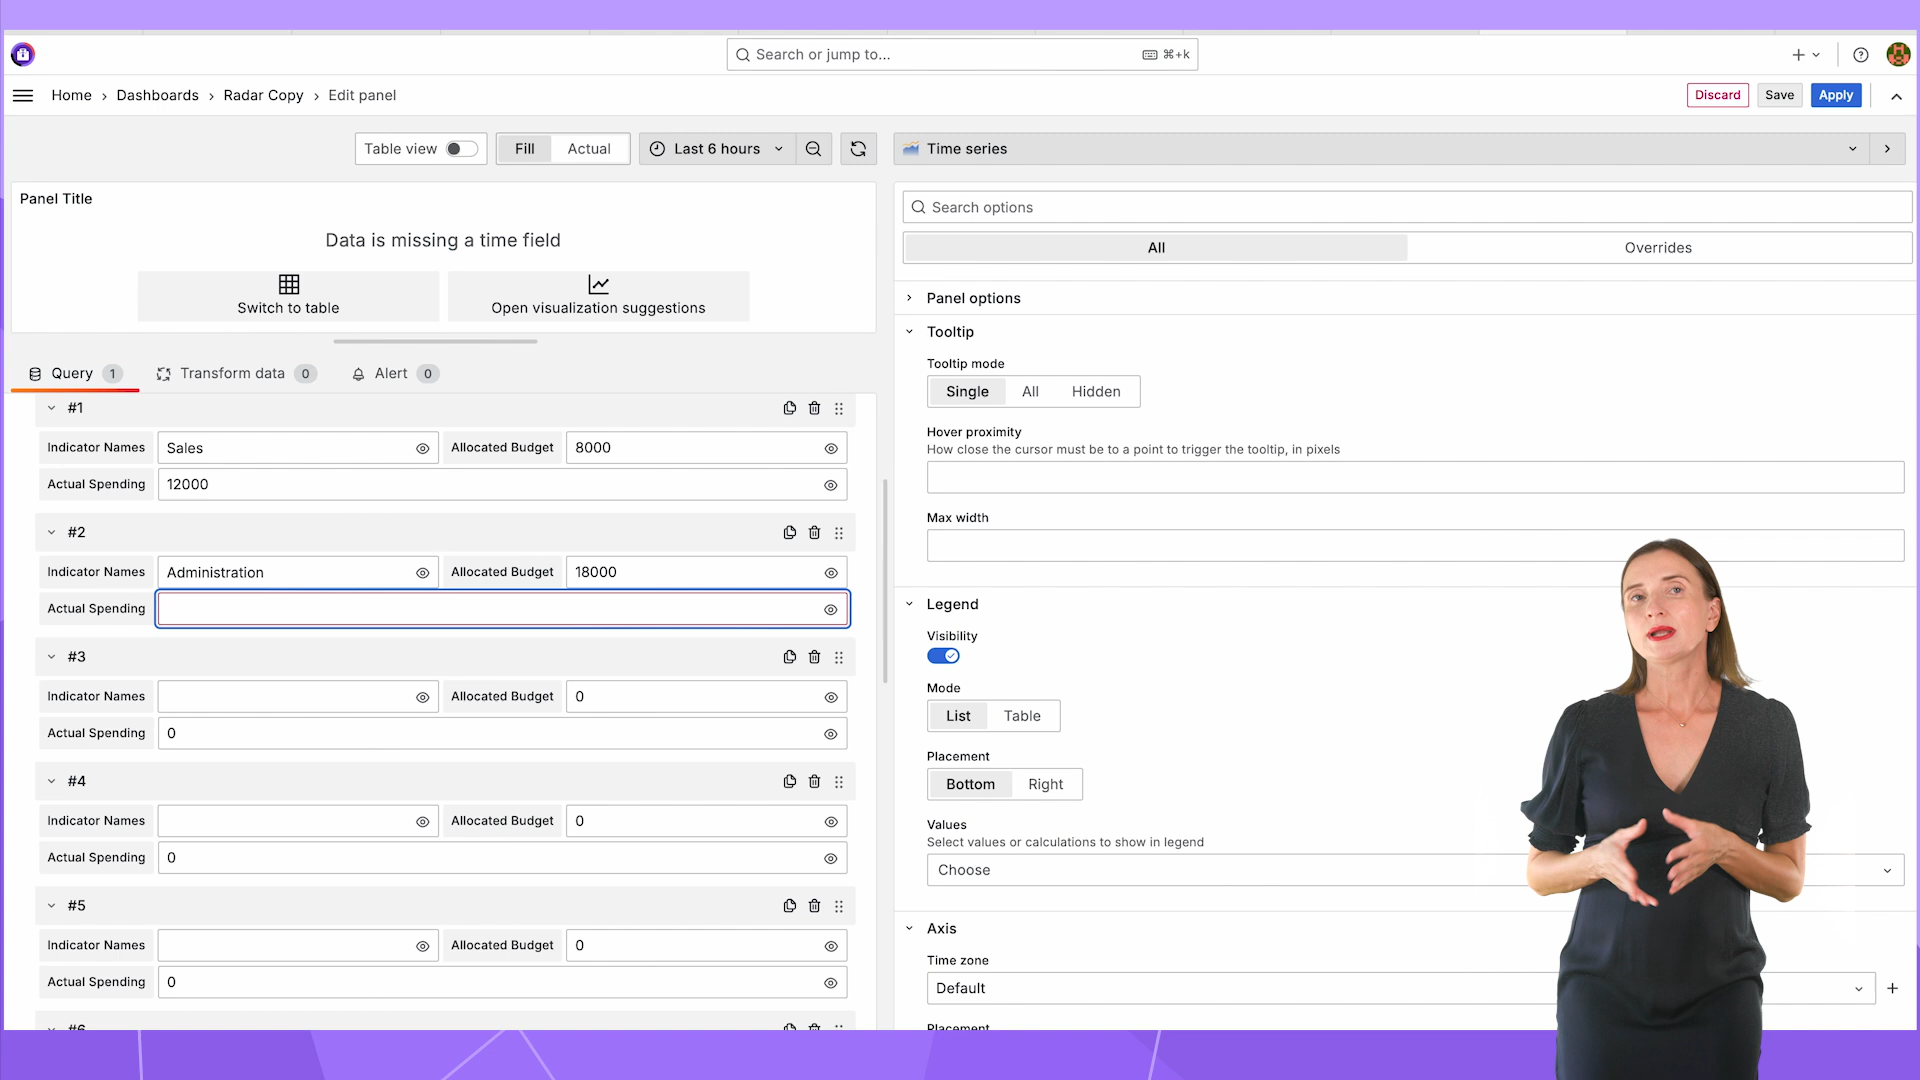 Search or jump to...
⌘+k
Home › Dashboards › Radar Copy › Edit panel
Discard
Save
Apply
Table view
Fill
Actual
Last 6 hours
Time series
Panel Title
Data is missing a time field
Switch to table
Open visualization suggestions
Query 1
Transform data 0
Alert 0
#1
Indicator Names Sales Allocated Budget 8000
Actual Spending 12000
#2
Indicator Names Administration Allocated Budget 18000
Actual Spending
#3
Indicator Names Allocated Budget 0
Actual Spending 0
#4
Indicator Names Allocated Budget 0
Actual Spending 0
#5
Indicator Names Allocated Budget 0
Actual Spending 0
#6
Search options
All
Overrides
Panel options
Tooltip
Tooltip mode
Single All Hidden
Hover proximity
How close the cursor must be to a point to trigger the tooltip, in pixels
Max width
Legend
Visibility
Mode
List Table
Placement
Bottom Right
Values
Select values or calculations to show in legend
Choose
Axis
Time zone
Default
Placement